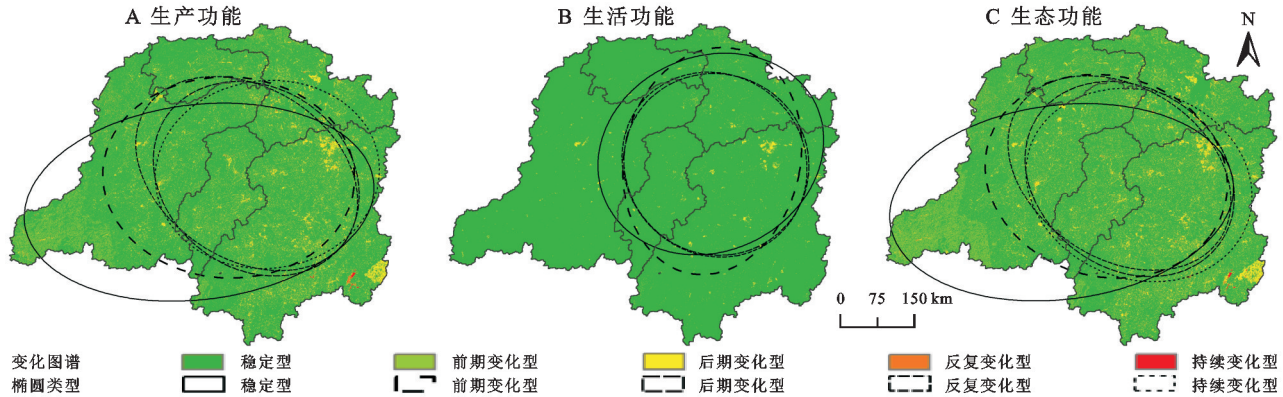 A 生产功能 B 生活功能 C 生态功能 N
0 75 150 km
变化图谱 稳定型 前期变化型 后期变化型 反复变化型 持续变化型
椭圆类型 稳定型 前期变化型 后期变化型 反复变化型 持续变化型